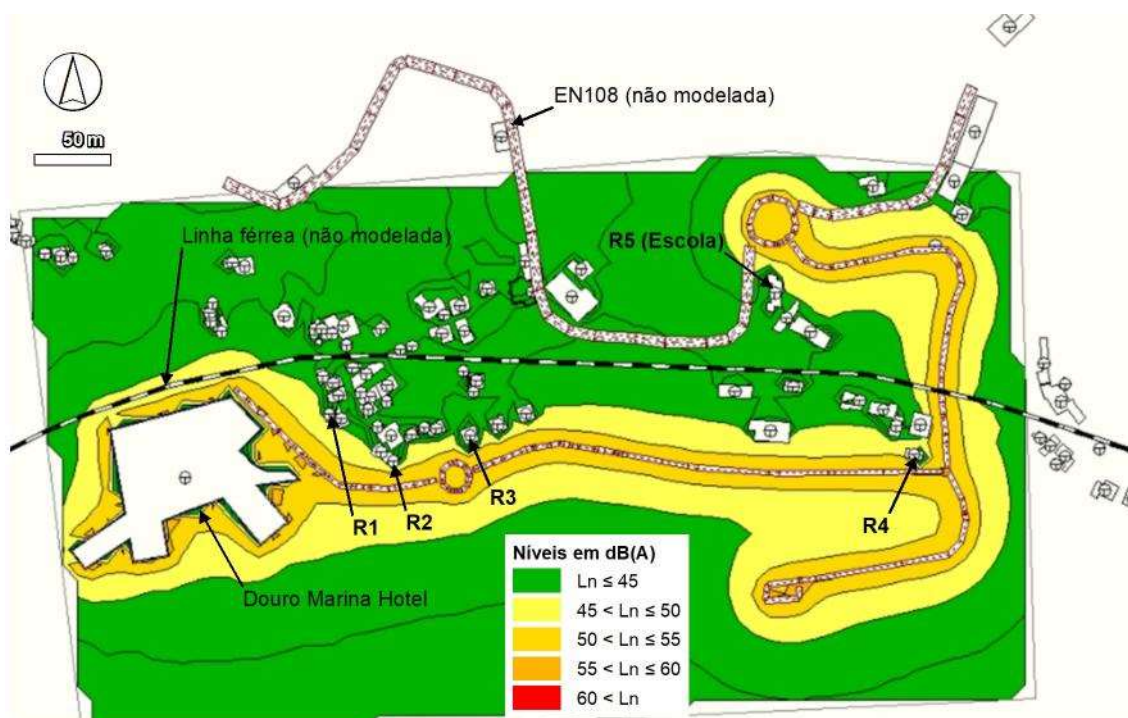 EN108 (não modelada)
50 m
Linha férrea (não modelada)
R5 (Escola)
R1
R2
R3
R4
Douro Marina Hotel
Níveis em dB(A)
Ln ≤ 45
45 < Ln ≤ 50
50 < Ln ≤ 55
55 < Ln ≤ 60
60 < Ln